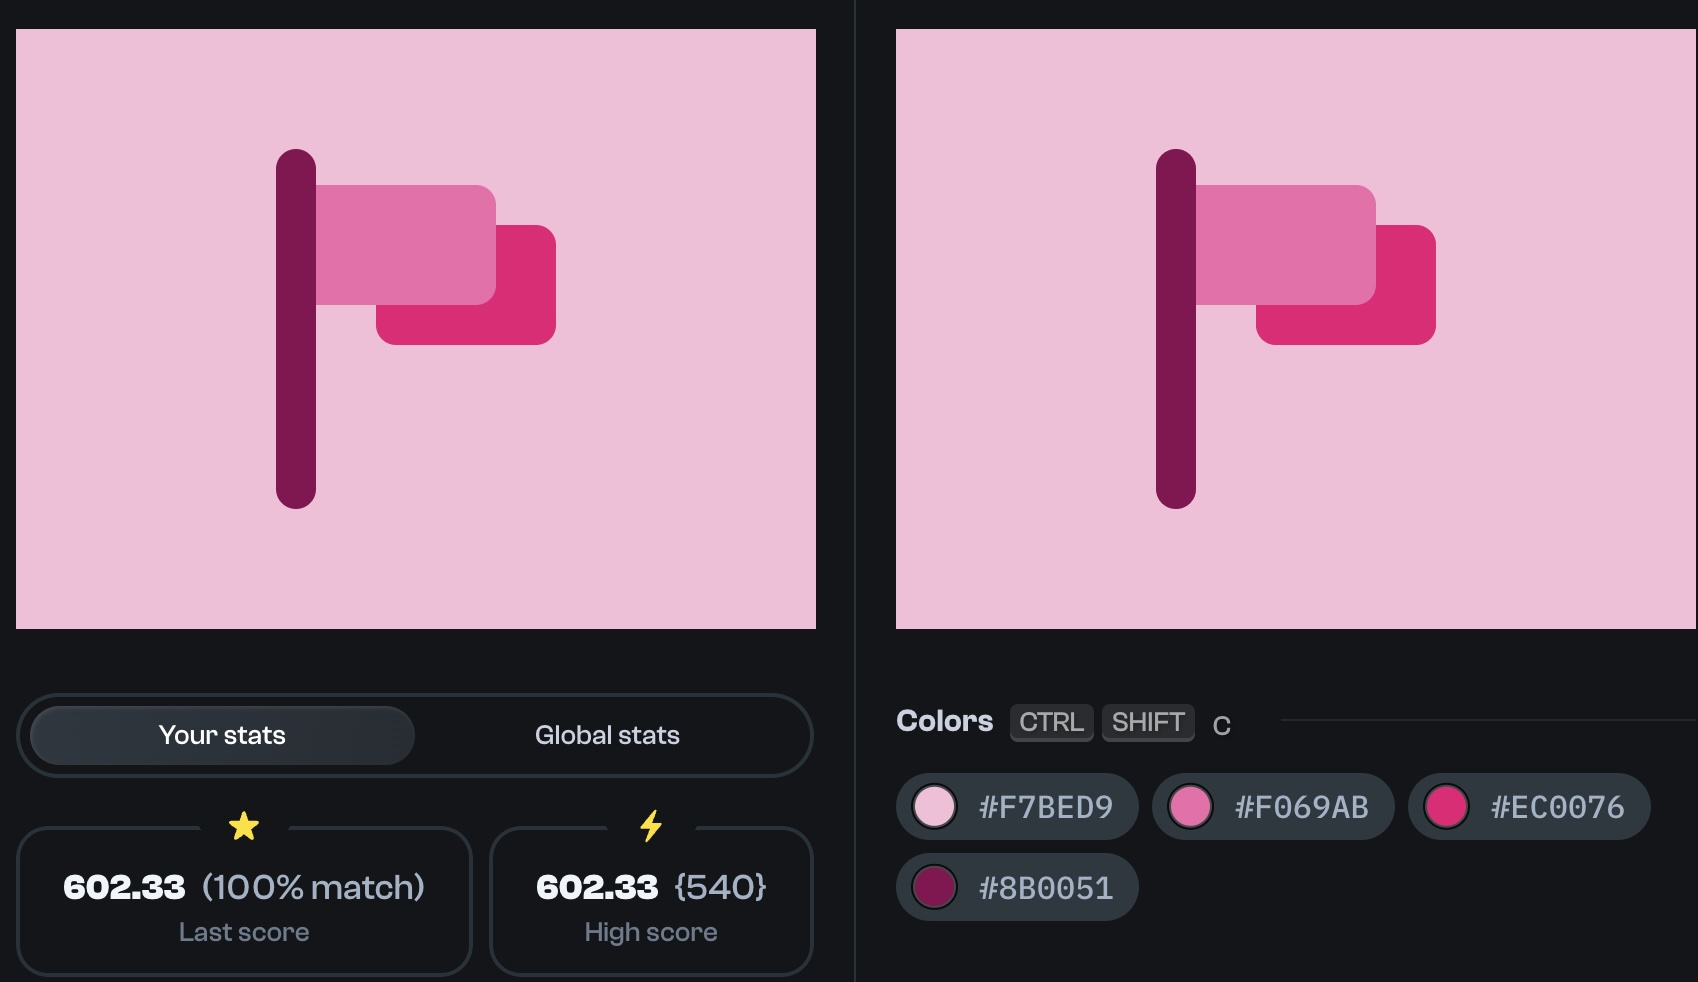 Your stats
Global stats
602.33 (100% match)
Last score
602.33 {540}
High score
Colors CTRL SHIFT C
#F7BED9
#F069AB
#EC0076
#8B0051